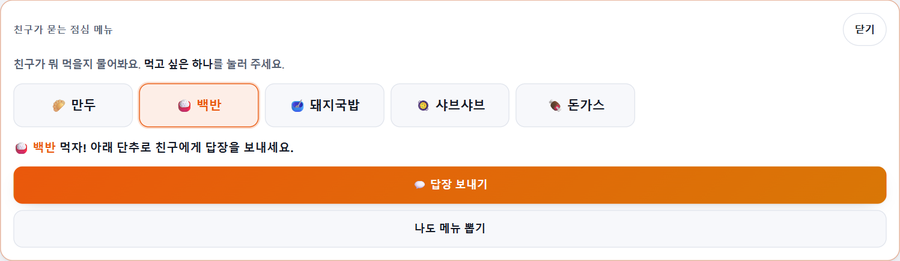 친구가 묻는 점심 메뉴
닫기
친구가 뭐 먹을지 물어봐요. 먹고 싶은 하나를 눌러 주세요.
🥟 만두
🍚 백반
🍲 돼지국밥
🥘 샤브샤브
🍖 돈가스
🍚 백반 먹자! 아래 단추로 친구에게 답장을 보내세요.
💬 답장 보내기
나도 메뉴 뽑기